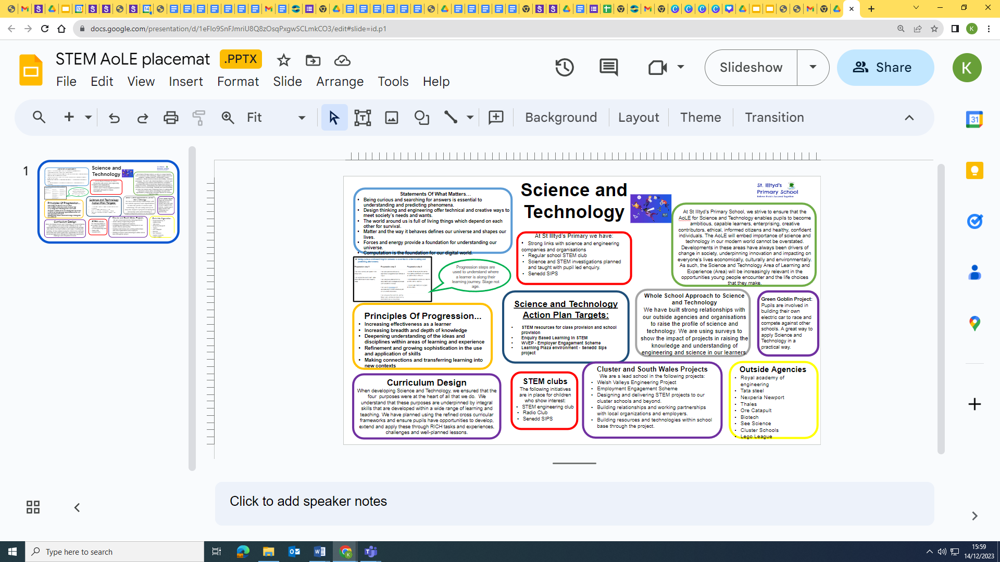 docs.google.com/presentation/d/1eFIo9SnFJmriU8Q8zOsqPxgwSCLmkCO3/edit#slide=id.p1
K
STEM AoLE placemat
.PPTX
File Edit View Insert Format Slide Arrange Tools Help
Slideshow
Share
K
Fit
Background
Layout
Theme
Transition
31
1
Science and
Technology
St. Illtyd's
Primary School
Believe Enrich Succeed Together
Statements Of What Matters...
• Being curious and searching for answers is essential to
understanding and predicting phenomena.
• Design thinking and engineering offer technical and creative ways to
meet society's needs and wants.
• The world around us is full of living things which depend on each
other for survival.
• Matter and the way it behaves defines our universe and shapes our
lives.
• Forces and energy provide a foundation for understanding our
universe.
• Computation is the foundation for our digital world.
Being curious and searching for answers is essential to understanding and
predicting phenomena.
Progression step 1
Progression step 2
Progression step 3
Progression steps are
used to understand where
a learner is along their
learning journey. Stage not
age.
At St Illtyd's Primary we have:
• Strong links with science and engineering
companies and organisations
• Regular school STEM club
• Science and STEM investigations planned
and taught with pupil led enquiry.
• Senedd SIPS
At St Illtyd's Primary School, we strive to ensure that the
AoLE for Science and Technology enables pupils to become
ambitious, capable learners, enterprising, creative
contributors, ethical, informed citizens and healthy, confident
individuals. The AoLE will embed importance of science and
technology in our modern world cannot be overstated.
Developments in these areas have always been drivers of
change in society, underpinning innovation and impacting on
everyone's lives economically, culturally and environmentally.
As such, the Science and Technology Area of Learning and
Experience (Area) will be increasingly relevant in the
opportunities young people encounter and the life choices
that they make.
Principles Of Progression...
• Increasing effectiveness as a learner
• Increasing breadth and depth of knowledge
• Deepening understanding of the ideas and
disciplines within areas of learning and experience
• Refinement and growing sophistication in the use
and application of skills
• Making connections and transferring learning into
new contexts
Science and Technology
Action Plan Targets:
• STEM resources for class provision and school
provision
• Enquiry Based Learning in STEM
• WVEP - Employer Engagement Scheme
• Learning Plaza environment - Senedd Sips
project
Whole School Approach to Science
and Technology
We have built strong relationships with
our outside agencies and organisations
to raise the profile of science and
technology. We are using surveys to
show the impact of projects in raising the
knowledge and understanding of
engineering and science in our learners.
Green Goblin Project:
Pupils are involved in
building their own
electric car to race and
compete against other
schools. A great way to
apply Science and
Technology in a
practical way.
Curriculum Design
When developing Science and Technology, we ensured that the
four purposes were at the heart of all that we do. We
understand that these purposes are underpinned by integral
skills that are developed within a wide range of learning and
teaching. We have planned using the refined cross curricular
frameworks and ensure pupils have opportunities to develop,
extend and apply these through RICH tasks and experiences,
challenges and well-planned lessons.
STEM clubs
The following initiatives
are in place for children
who show interest:
• STEM engineering club
• Radio Club
• Senedd SIPS
Cluster and South Wales Projects
We are s lead school in the following projects:
• Welsh Valleys Engineering Project
• Employment Engagement Scheme
• Designing and delivering STEM projects to our
cluster schools and beyond.
• Building relationships and working partnerships
with local organizations and employers.
• Building resources and technologies within school
base through the project.
Outside Agencies
• Royal academy of
engineering
• Tata steel
• Nexperia Newport
• Thales
• Ore Catapult
• Biotech
• See Science
• Cluster Schools
• Lego League
Click to add speaker notes
Type here to search
15:59
14/12/2023